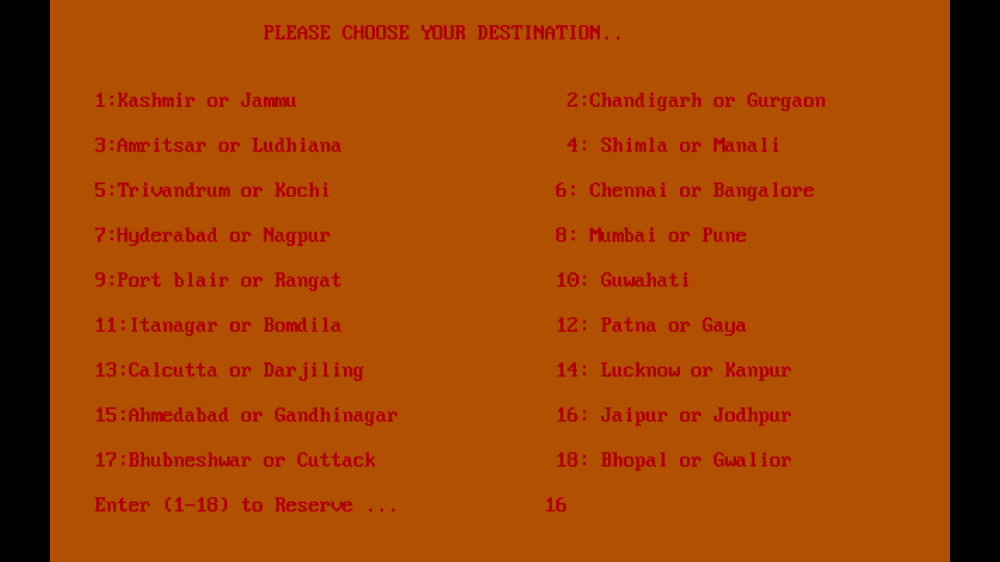 PLEASE CHOOSE YOUR DESTINATION..
1:Kashmir or Jammu 2:Chandigarh or Gurgaon
3:Amritsar or Ludhiana 4: Shimla or Manali
5:Trivandrum or Kochi 6: Chennai or Bangalore
7:Hyderabad or Nagpur 8: Mumbai or Pune
9:Port blair or Rangat 10: Guwahati
11:Itanagar or Bomdila 12: Patna or Gaya
13:Calcutta or Darjiling 14: Lucknow or Kanpur
15:Ahmedabad or Gandhinagar 16: Jaipur or Jodhpur
17:Bhubneshwar or Cuttack 18: Bhopal or Gwalior
Enter (1-18) to Reserve ... 16